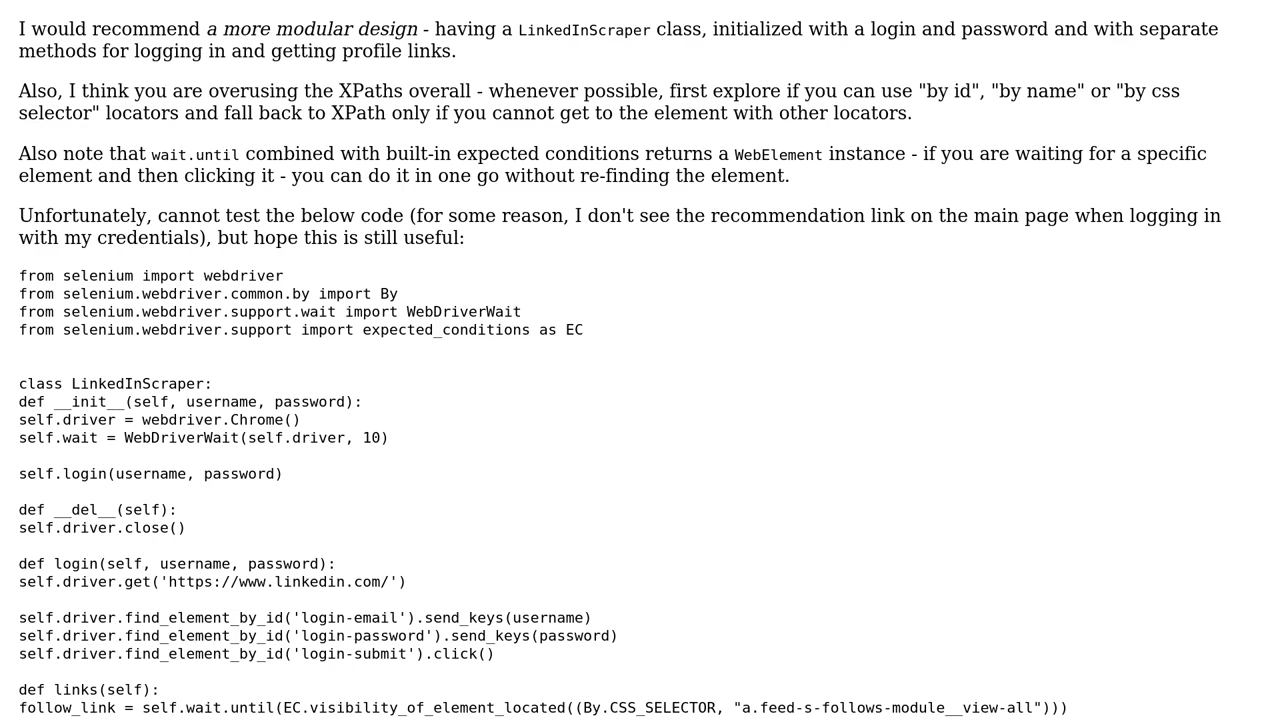 I would recommend a more modular design - having a LinkedInScraper class, initialized with a login and password and with separate
methods for logging in and getting profile links.
Also, I think you are overusing the XPaths overall - whenever possible, first explore if you can use "by id", "by name" or "by css
selector" locators and fall back to XPath only if you cannot get to the element with other locators.
Also note that wait.until combined with built-in expected conditions returns a WebElement instance - if you are waiting for a specific
element and then clicking it - you can do it in one go without re-finding the element.
Unfortunately, cannot test the below code (for some reason, I don't see the recommendation link on the main page when logging in
with my credentials), but hope this is still useful:
from selenium import webdriver
from selenium.webdriver.common.by import By
from selenium.webdriver.support.wait import WebDriverWait
from selenium.webdriver.support import expected_conditions as EC
class LinkedInScraper:
def __init__(self, username, password):
self.driver = webdriver.Chrome()
self.wait = WebDriverWait(self.driver, 10)
self.login(username, password)
def __del__(self):
self.driver.close()
def login(self, username, password):
self.driver.get('https://www.linkedin.com/')
self.driver.find_element_by_id('login-email').send_keys(username)
self.driver.find_element_by_id('login-password').send_keys(password)
self.driver.find_element_by_id('login-submit').click()
def links(self):
follow_link = self.wait.until(EC.visibility_of_element_located((By.CSS_SELECTOR, "a.feed-s-follows-module__view-all")))